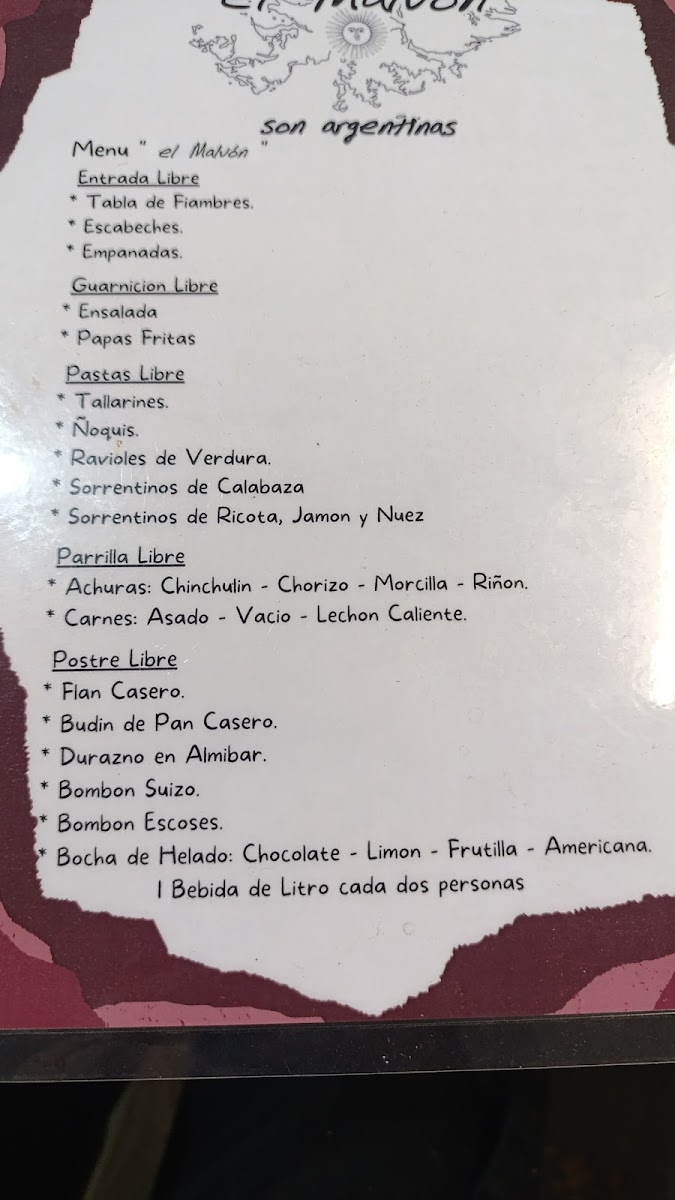 El Malvón
son argentinas
Menu " el Malvón "
Entrada Libre
* Tabla de Fiambres.
* Escabeches.
* Empanadas.
Guarnicion Libre
* Ensalada
* Papas Fritas
Pastas Libre
* Tallarines.
* Ñoquis.
* Ravioles de Verdura.
* Sorrentinos de Calabaza
* Sorrentinos de Ricota, Jamon y Nuez
Parrilla Libre
* Achuras: Chinchulin - Chorizo - Morcilla - Riñon.
* Carnes: Asado - Vacio - Lechon Caliente.
Postre Libre
* Flan Casero.
* Budin de Pan Casero.
* Durazno en Almibar.
* Bombon Suizo.
* Bombon Escoses.
* Bocha de Helado: Chocolate - Limon - Frutilla - Americana.
1 Bebida de Litro cada dos personas